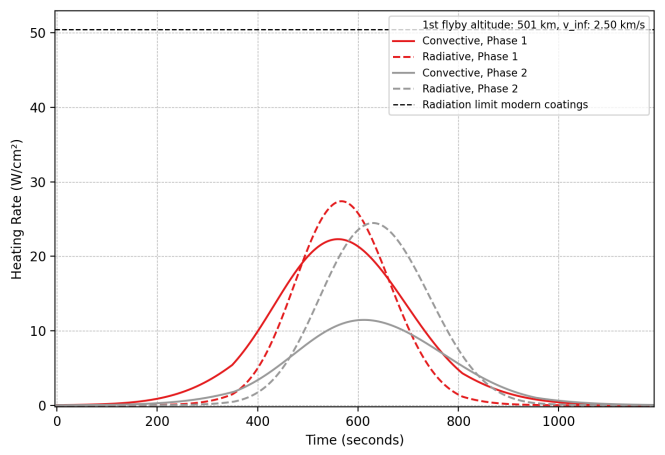 1st flyby altitude: 501 km, v_inf: 2.50 km/s
Convective, Phase 1
Radiative, Phase 1
Convective, Phase 2
Radiative, Phase 2
Radiation limit modern coatings
Heating Rate (W/cm²)
50
40
30
20
10
0
0 200 400 600 800 1000
Time (seconds)